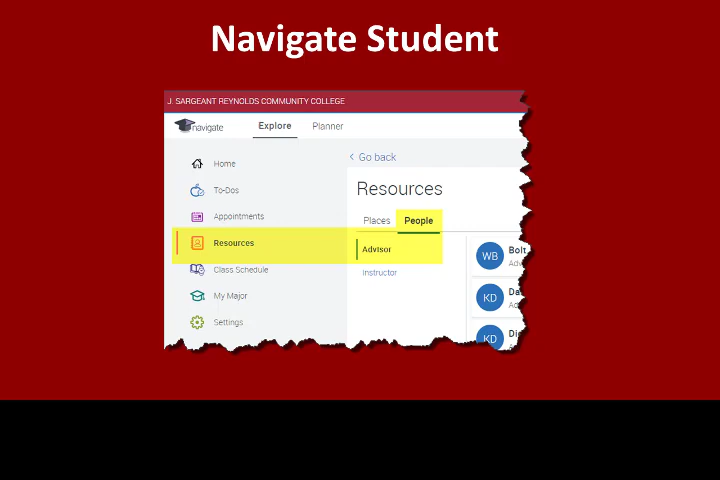 Navigate Student
J. SARGEANT REYNOLDS COMMUNITY COLLEGE
navigate
Explore
Planner
Home
To-Dos
Appointments
Resources
Class Schedule
My Major
Settings
Go back
Resources
Places
People
Advisor
instructor
WB
KD
KD